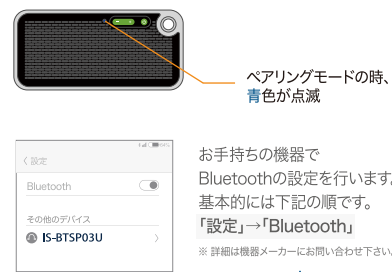 ペアリングモードの時、
青色が点滅
〈 設定
Bluetooth
その他のデバイス
IS-BTSP03U
お手持ちの機器で
Bluetoothの設定を行います。
基本的には下記の順です。
「設定」→「Bluetooth」
※ 詳細は機器メーカーにお問い合わせ下さい。